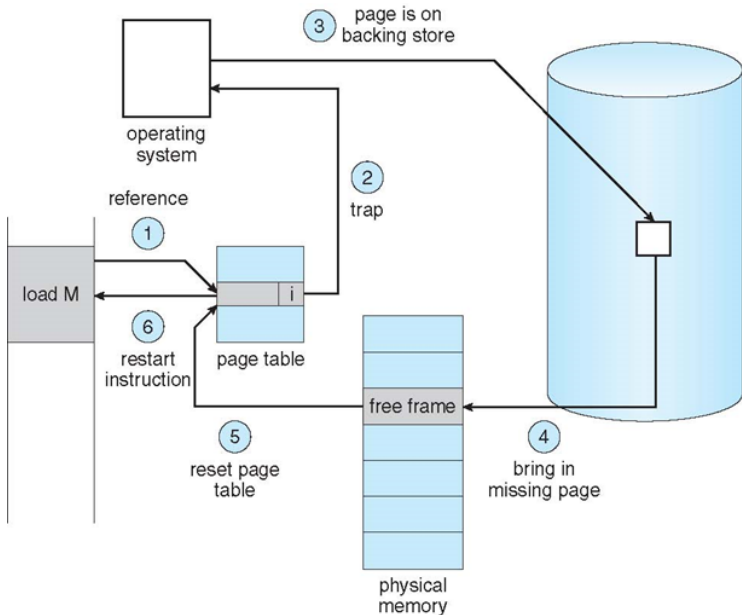 3
page is on
backing store
operating
system
2
trap
reference
1
load M
i
6
restart
instruction
page table
free frame
5
reset page
table
4
bring in
missing page
physical
memory